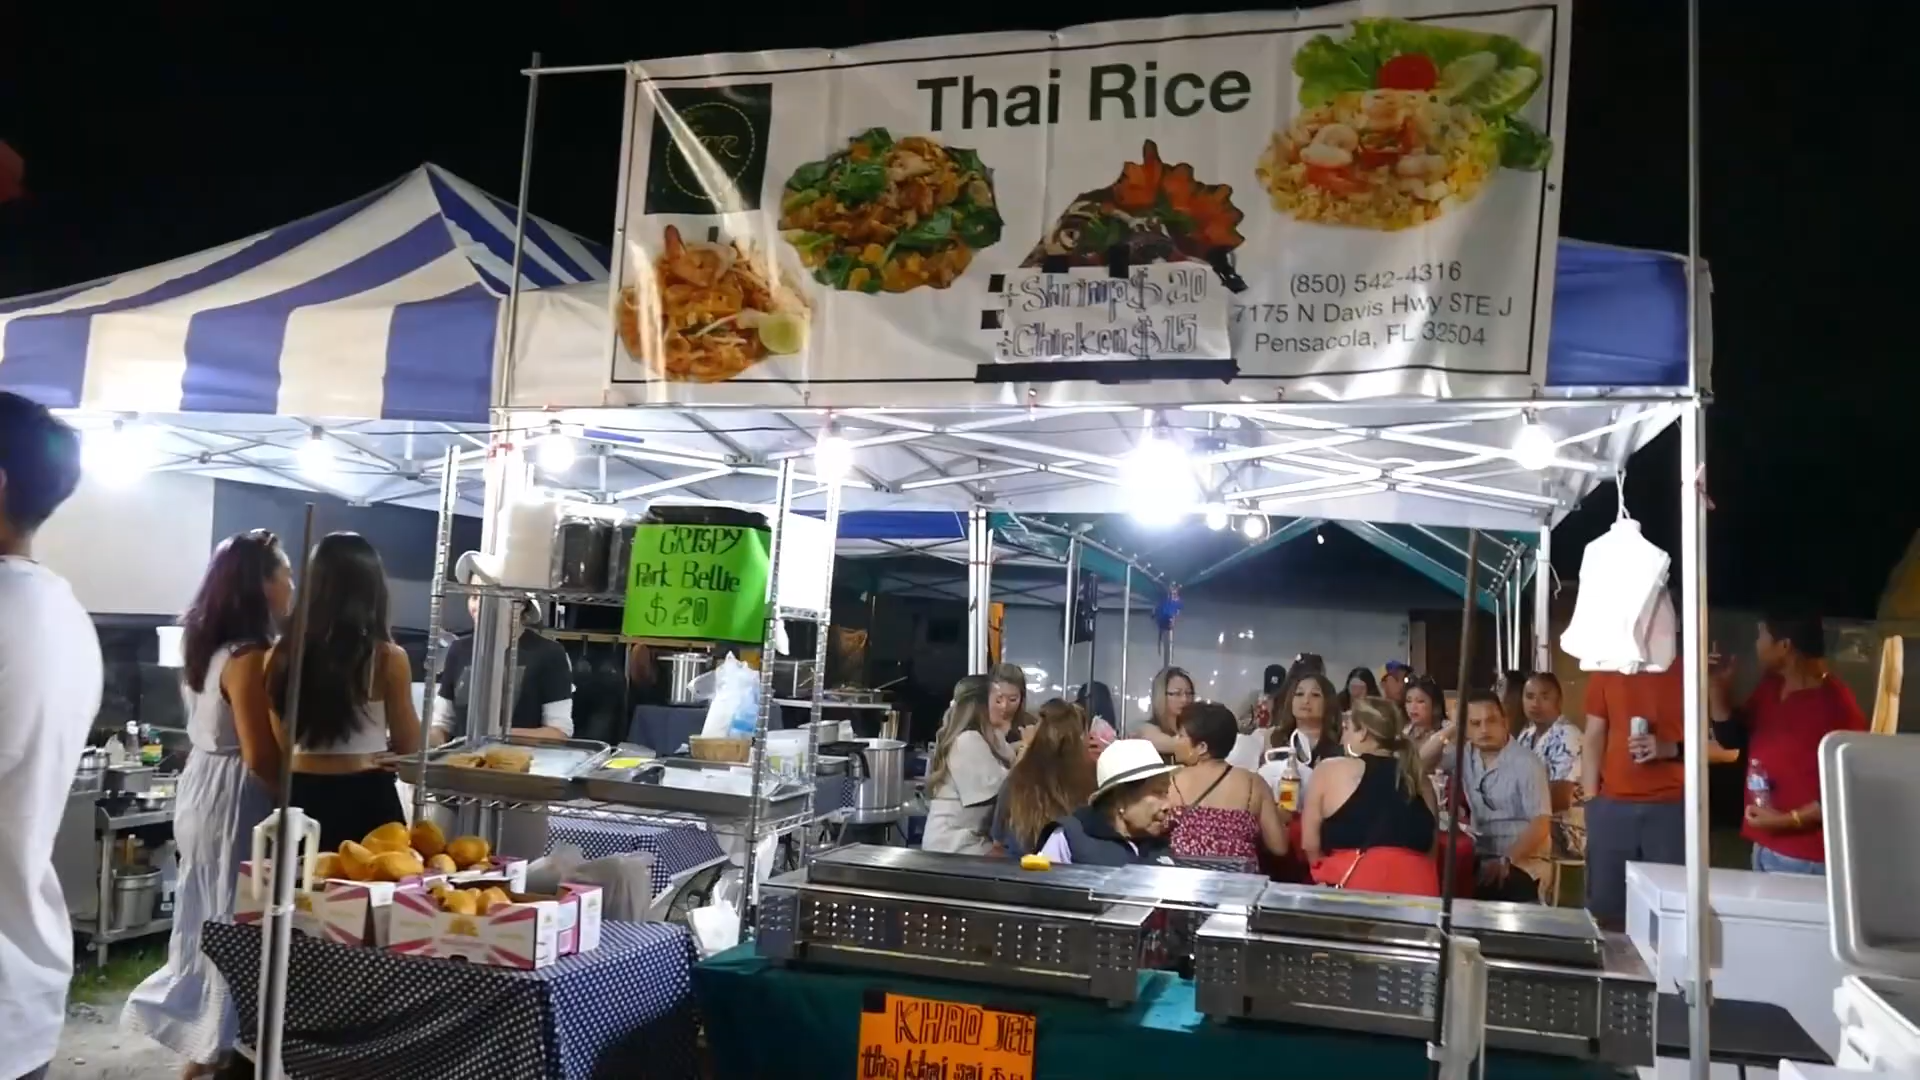 Thai Rice
TR
+Shrimp $20
+Chicken $15
(850) 542-4316
7175 N Davis Hwy STE J
Pensacola, FL 32504
CRISPY
Pork Bellie
$20
KHAO JEE